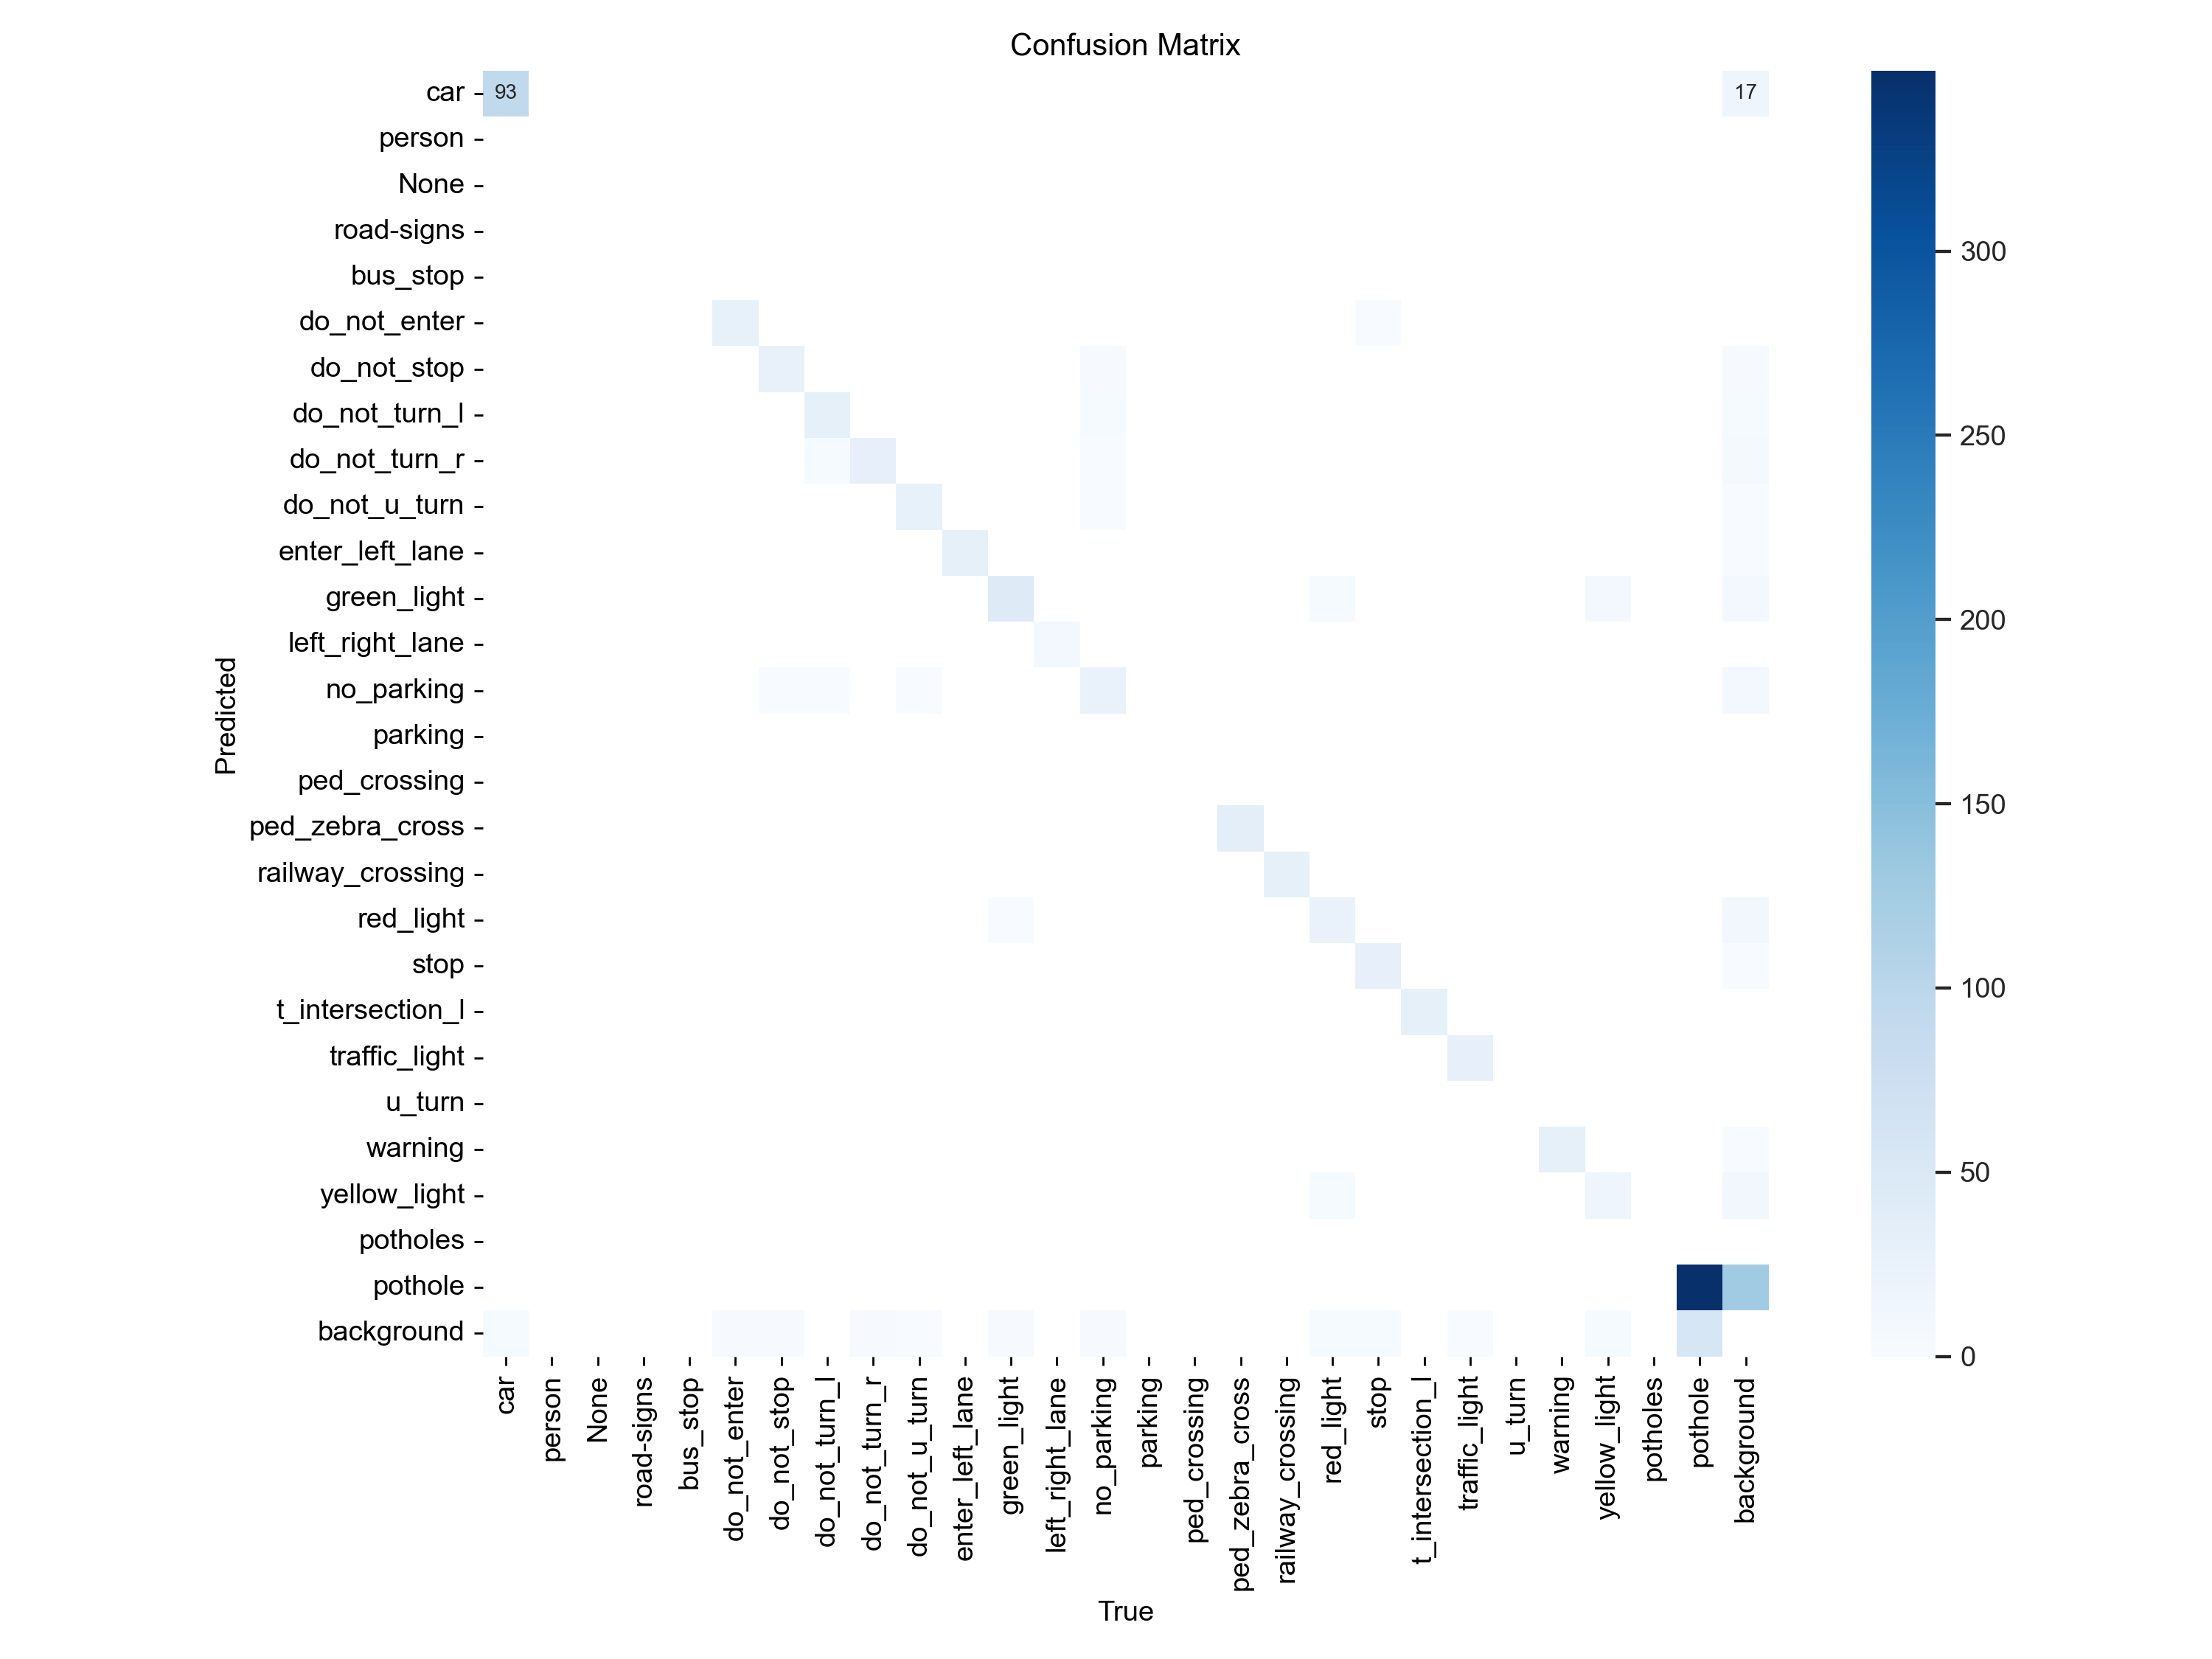 Confusion Matrix
car
93
17
person
None
road-signs
bus_stop
do_not_enter
do_not_stop
do_not_turn_l
do_not_turn_r
do_not_u_turn
enter_left_lane
green_light
left_right_lane
no_parking
parking
ped_crossing
ped_zebra_cross
railway_crossing
red_light
stop
t_intersection_l
traffic_light
u_turn
warning
yellow_light
potholes
pothole
background
Predicted
car
person
None
road-signs
bus_stop
do_not_enter
do_not_stop
do_not_turn_l
do_not_turn_r
do_not_u_turn
enter_left_lane
green_light
left_right_lane
no_parking
parking
ped_crossing
ped_zebra_cross
railway_crossing
red_light
stop
t_intersection_l
traffic_light
u_turn
warning
yellow_light
potholes
pothole
background
True
300
250
200
150
100
50
0